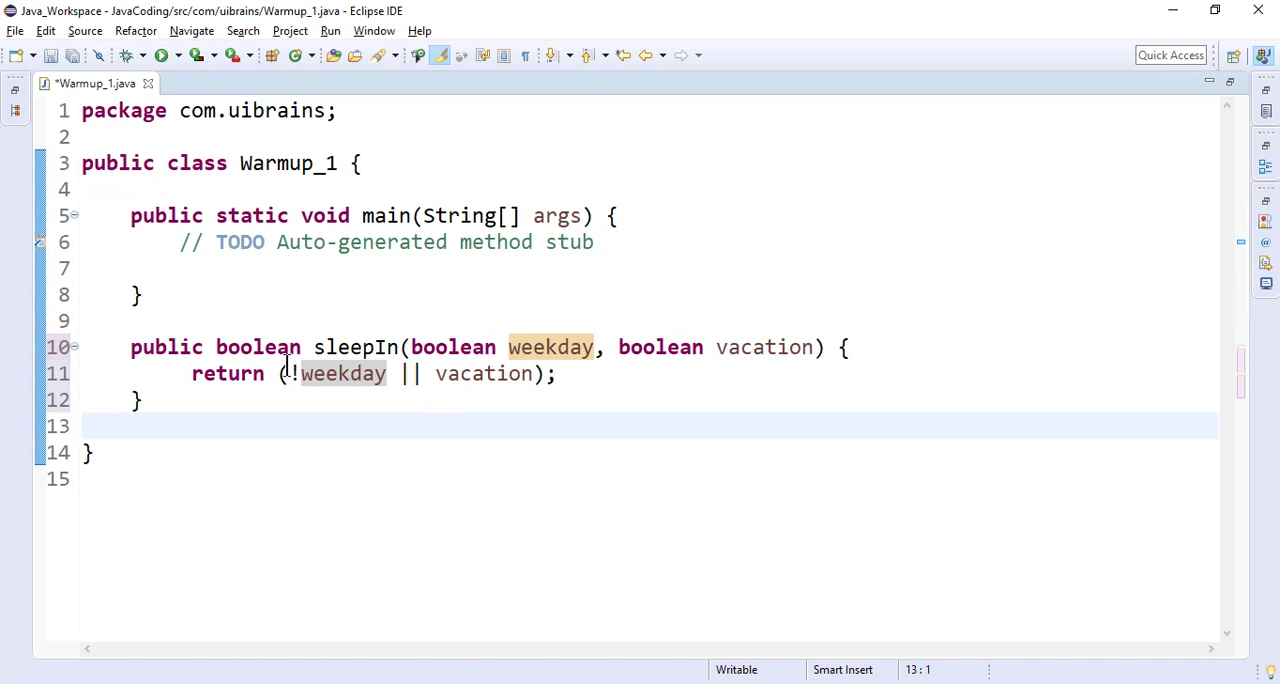 Java_Workspace - JavaCoding/src/com/uibrains/Warmup_1.java - Eclipse IDE
File Edit Source Refactor Navigate Search Project Run Window Help
Quick Access
*Warmup_1.java
1 package com.uibrains;
2
3 public class Warmup_1 {
4
5 public static void main(String[] args) {
6 // TODO Auto-generated method stub
7
8 }
9
10 public boolean sleepIn(boolean weekday, boolean vacation) {
11 return (!weekday || vacation);
12 }
13
14 }
15
Writable Smart Insert 13 : 1